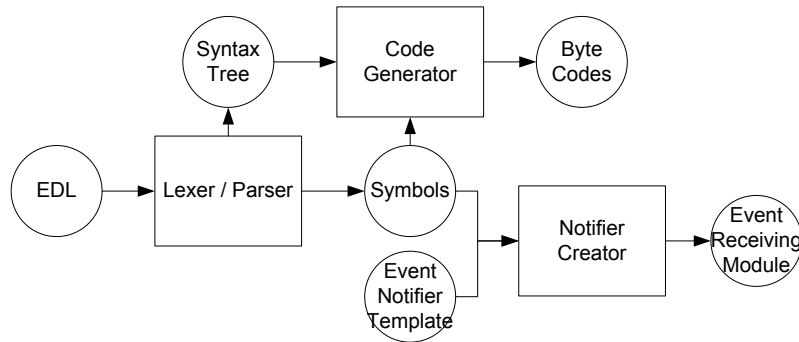 Syntax
Tree
Code
Generator
Byte
Codes
EDL
Lexer / Parser
Symbols
Notifier
Creator
Event
Receiving
Module
Event
Notifier
Template